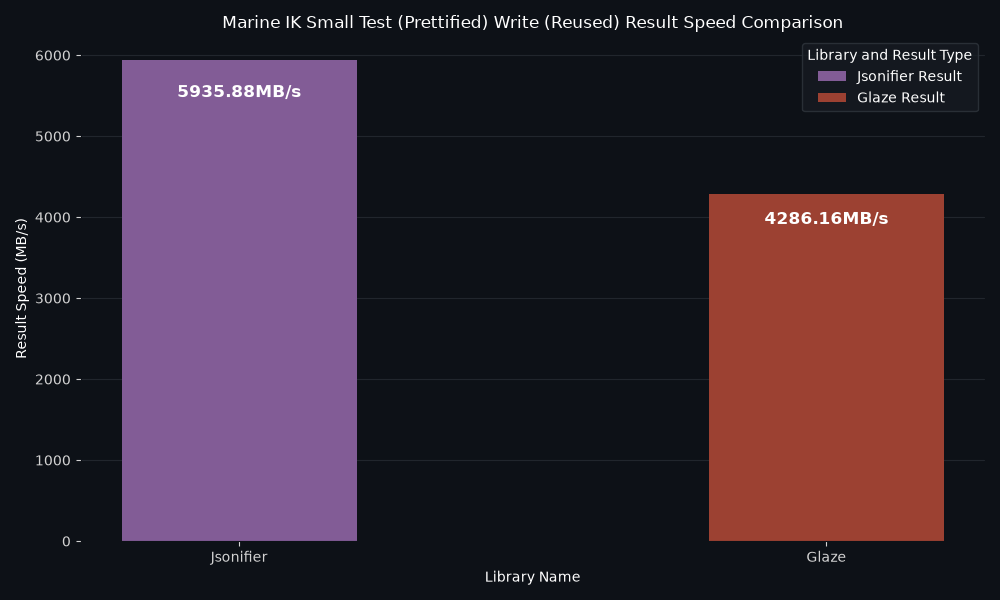 Marine IK Small Test (Prettified) Write (Reused) Result Speed Comparison
Library and Result Type
Jsonifier Result
Glaze Result
6000
5000
4000
3000
2000
1000
0
Result Speed (MB/s)
5935.88MB/s
4286.16MB/s
Jsonifier
Glaze
Library Name